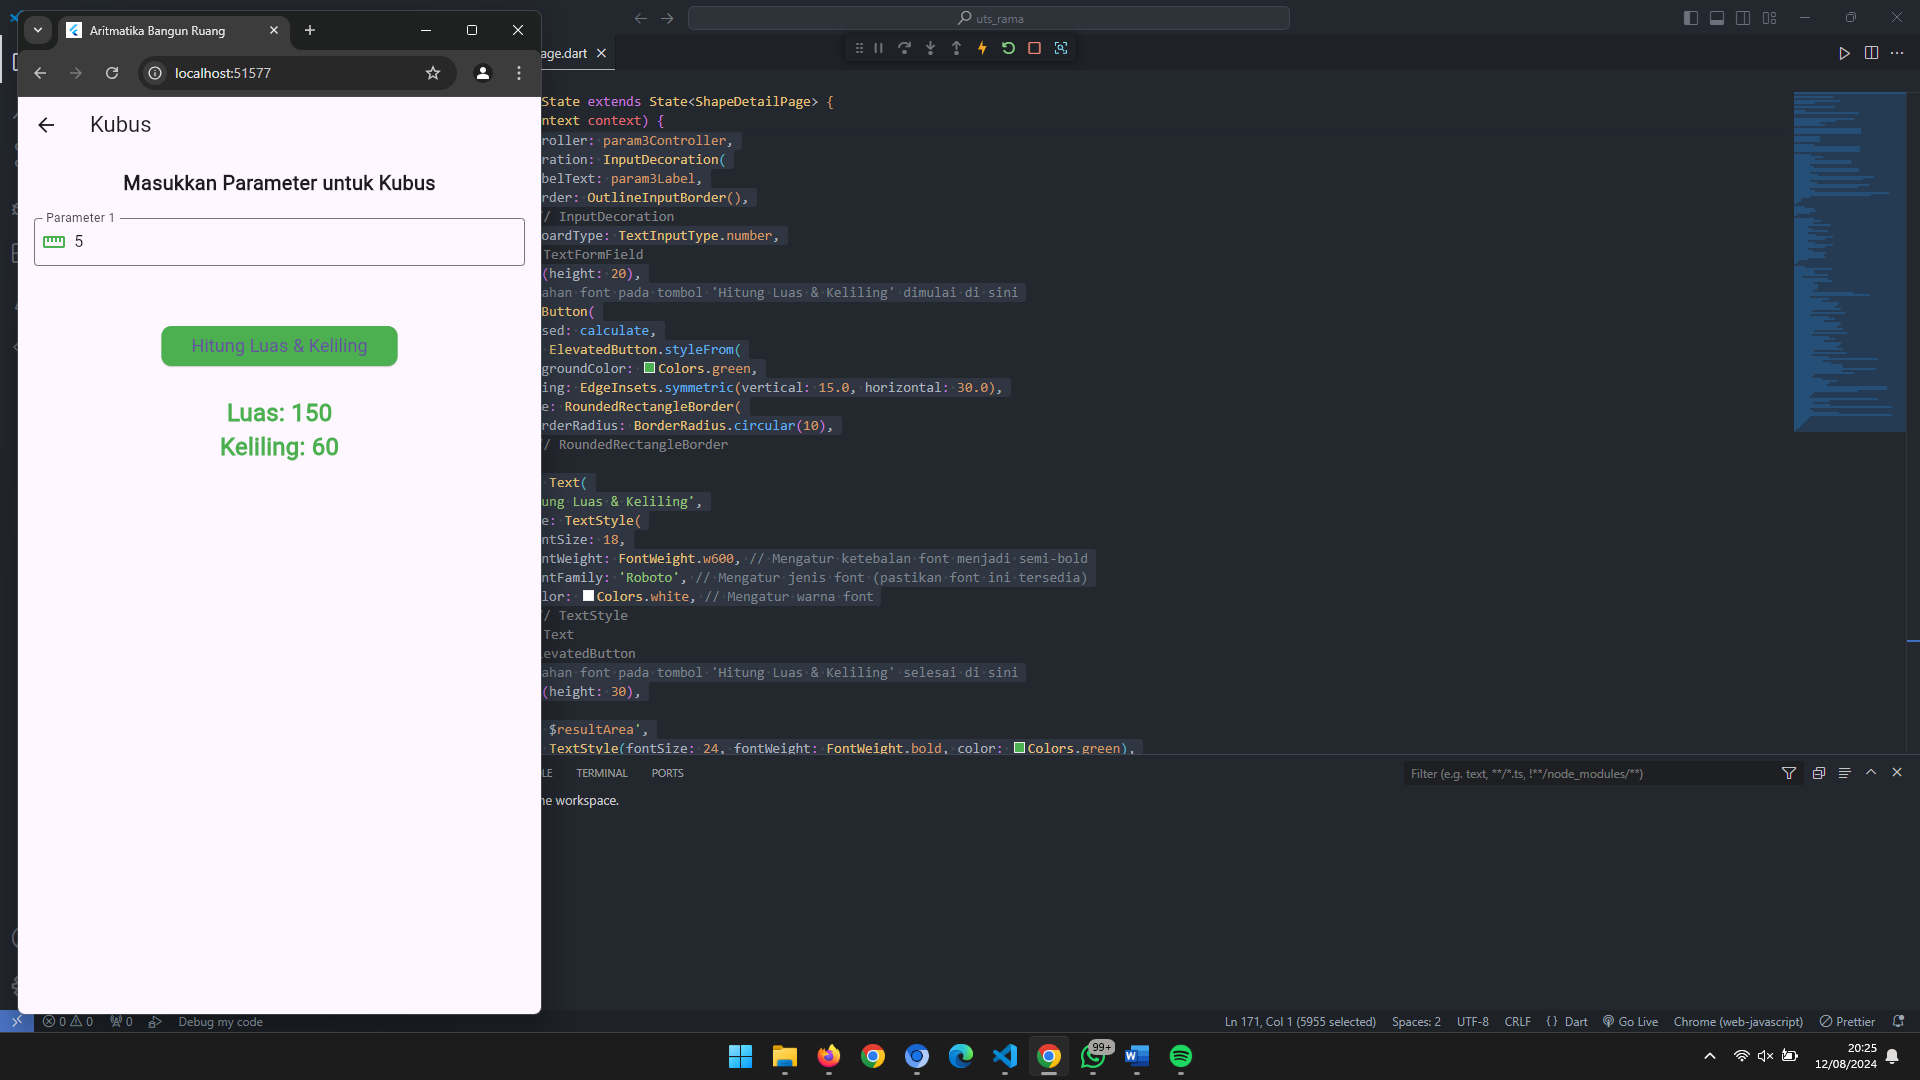 Aritmatika Bangun Ruang
localhost:51577
Kubus
Masukkan Parameter untuk Kubus
Parameter 1
5
Hitung Luas & Keliling
Luas: 150
Keliling: 60
uts_rama
age.dart
State extends State<ShapeDetailPage> {
ntext context) {
roller: param3Controller,
ration: InputDecoration(
belText: param3Label,
rder: OutlineInputBorder(),
// InputDecoration
oardType: TextInputType.number,
TextFormField
(height: 20),
ahan font pada tombol 'Hitung Luas & Keliling' dimulai di sini
Button(
sed: calculate,
ElevatedButton.styleFrom(
groundColor: Colors.green,
ing: EdgeInsets.symmetric(vertical: 15.0, horizontal: 30.0),
e: RoundedRectangleBorder(
rderRadius: BorderRadius.circular(10),
// RoundedRectangleBorder
Text(
ung Luas & Keliling',
e: TextStyle(
ntSize: 18,
ntWeight: FontWeight.w600, // Mengatur ketebalan font menjadi semi-bold
ntFamily: 'Roboto', // Mengatur jenis font (pastikan font ini tersedia)
lor: Colors.white, // Mengatur warna font
// TextStyle
Text
levatedButton
ahan font pada tombol 'Hitung Luas & Keliling' selesai di sini
(height: 30),
$resultArea',
TextStyle(fontSize: 24, fontWeight: FontWeight.bold, color: Colors.green),
LE TERMINAL PORTS
Filter (e.g. text, **/*.ts, !**/node_modules/**)
he workspace.
0 0 0 Debug my code
Ln 171, Col 1 (5955 selected) Spaces: 2 UTF-8 CRLF {} Dart Go Live Chrome (web-javascript) Prettier
99+
20:25
12/08/2024